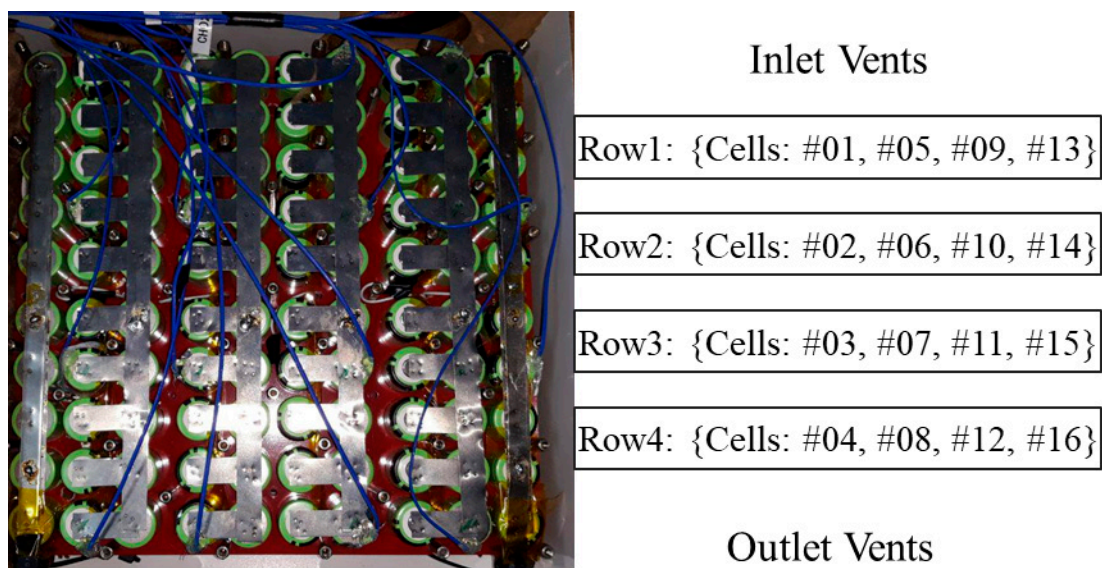 CH02
Inlet Vents
Row1: {Cells: #01, #05, #09, #13}
Row2: {Cells: #02, #06, #10, #14}
Row3: {Cells: #03, #07, #11, #15}
Row4: {Cells: #04, #08, #12, #16}
Outlet Vents